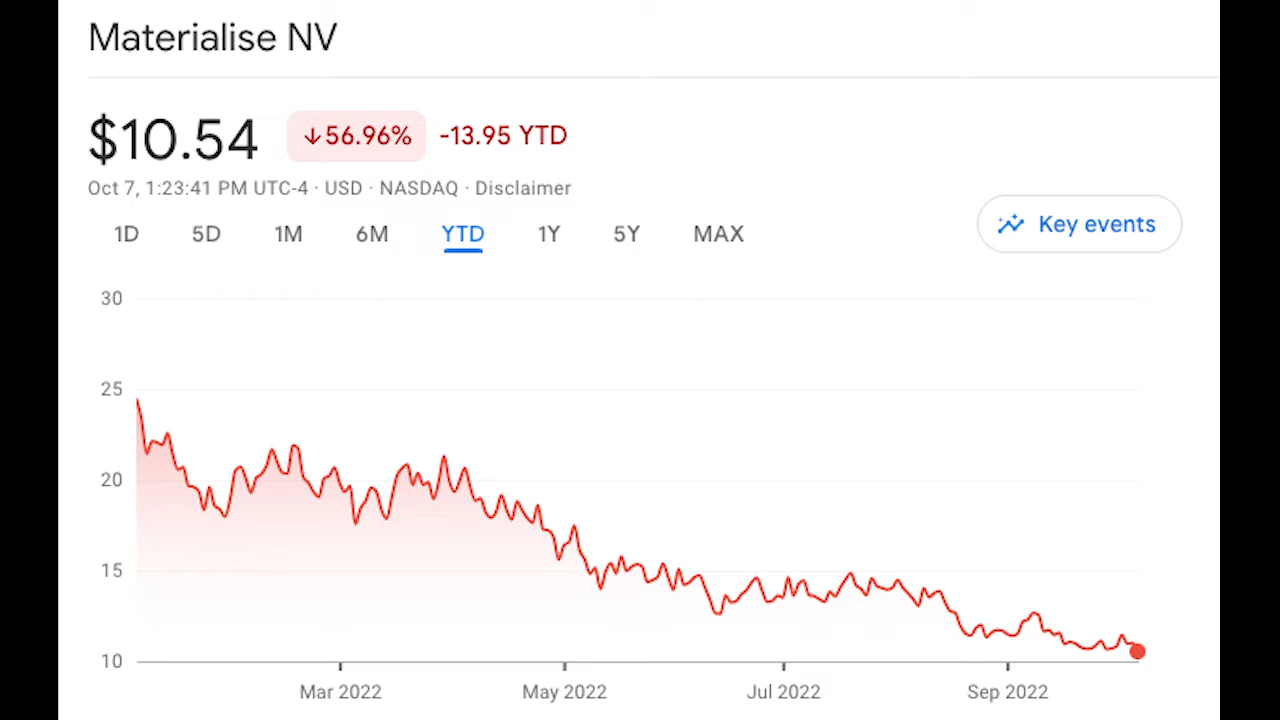 Materialise NV
$10.54 ↓56.96% -13.95 YTD
Oct 7, 1:23:41 PM UTC-4 · USD · NASDAQ · Disclaimer
1D 5D 1M 6M YTD 1Y 5Y MAX
Key events
30
25
20
15
10
Mar 2022 May 2022 Jul 2022 Sep 2022